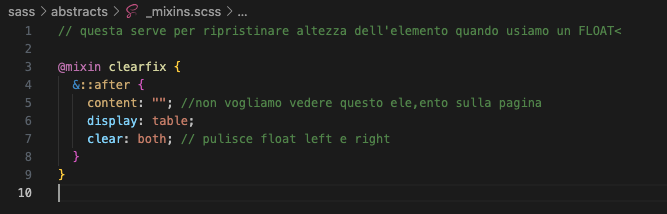 sass > abstracts > _mixins.scss > ...
1 // questa serve per ripristinare altezza dell'elemento quando usiamo un FLOAT<
2
3 @mixin clearfix {
4 &::after {
5 content: ""; //non vogliamo vedere questo ele,ento sulla pagina
6 display: table;
7 clear: both; // pulisce float left e right
8 }
9 }
10